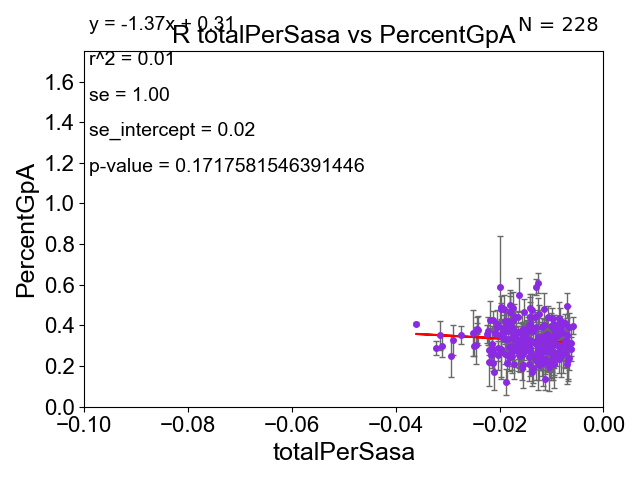 y = -1.37x + 0.31
R totalPerSasa vs PercentGpA
N = 228
r^2 = 0.01
se = 1.00
se_intercept = 0.02
p-value = 0.1717581546391446
PercentGpA
1.6
1.4
1.2
1.0
0.8
0.6
0.4
0.2
0.0
−0.10 −0.08 −0.06 −0.04 −0.02 0.00
totalPerSasa